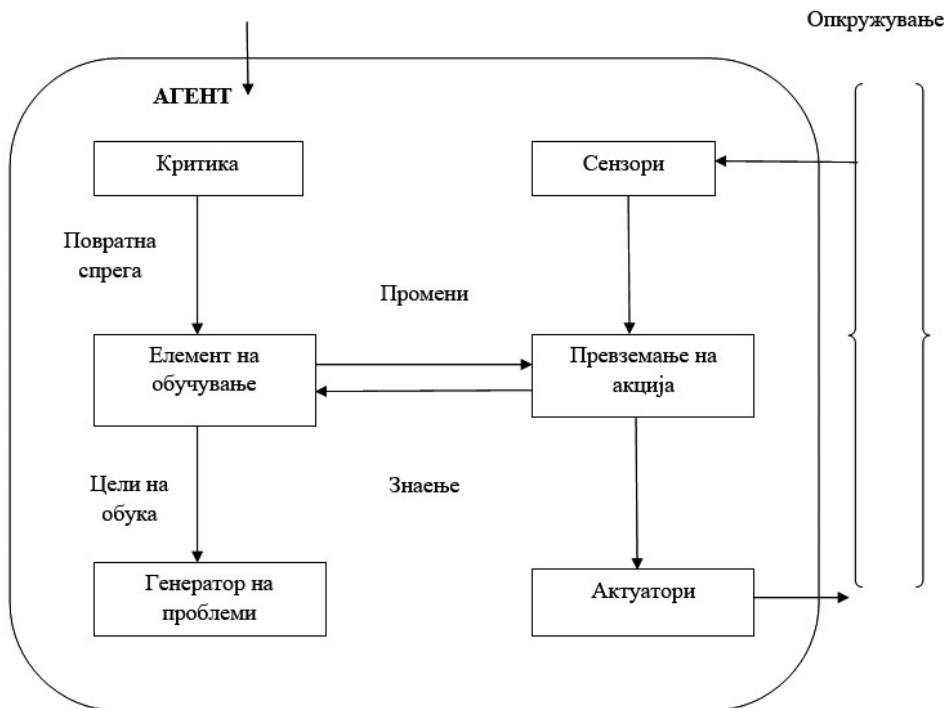 Опкружување
АГЕНТ
Критика
Сензори
Повратна
спрега
Промени
Елемент на
обучување
Превземање на
акција
Цели на
обука
Знаење
Генератор на
проблеми
Актуатори